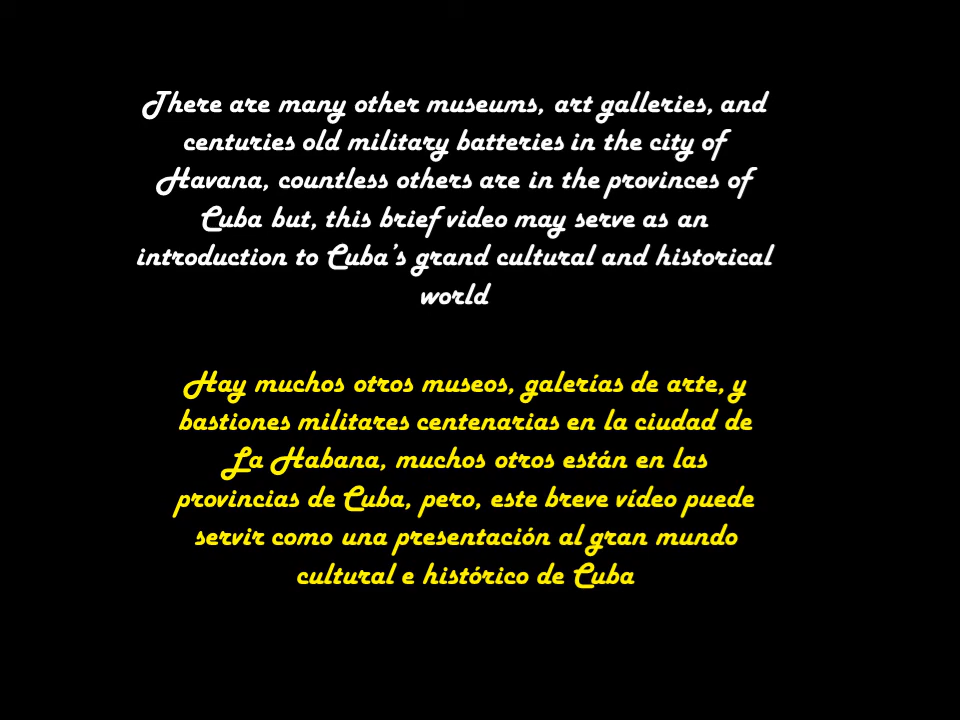 There are many other museums, art galleries, and
centuries old military batteries in the city of
Havana, countless others are in the provinces of
Cuba but, this brief video may serve as an
introduction to Cuba’s grand cultural and historical
world
Hay muchos otros museos, galerías de arte, y
bastiones militares centenarias en la ciudad de
La Habana, muchos otros están en las
provincias de Cuba, pero, este breve vídeo puede
servir como una presentación al gran mundo
cultural e histórico de Cuba